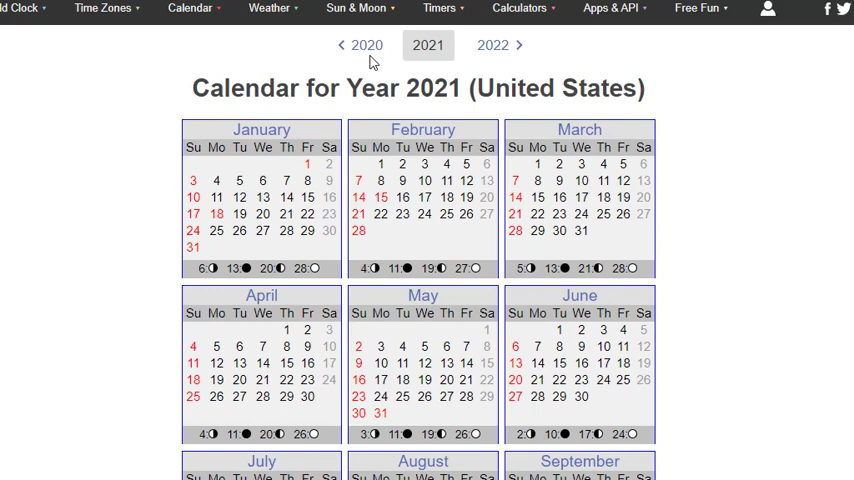 ld Clock Time Zones Calendar Weather Sun & Moon Timers Calculators Apps & API Free Fun
2020 2021 2022
Calendar for Year 2021 (United States)
January February March
Su Mo Tu We Th Fr Sa Su Mo Tu We Th Fr Sa Su Mo Tu We Th Fr Sa
1 2 1 2 3 4 5 6 1 2 3 4 5 6
3 4 5 6 7 8 9 7 8 9 10 11 12 13 7 8 9 10 11 12 13
10 11 12 13 14 15 16 14 15 16 17 18 19 20 14 15 16 17 18 19 20
17 18 19 20 21 22 23 21 22 23 24 25 26 27 21 22 23 24 25 26 27
24 25 26 27 28 29 30 28 28 29 30 31
31
6: 13: 20: 28: 4: 11: 19: 27: 5: 13: 21: 28:
April May June
Su Mo Tu We Th Fr Sa Su Mo Tu We Th Fr Sa Su Mo Tu We Th Fr Sa
1 2 3 1 1 2 3 4 5
4 5 6 7 8 9 10 2 3 4 5 6 7 8 6 7 8 9 10 11 12
11 12 13 14 15 16 17 9 10 11 12 13 14 15 13 14 15 16 17 18 19
18 19 20 21 22 23 24 16 17 18 19 20 21 22 20 21 22 23 24 25 26
25 26 27 28 29 30 23 24 25 26 27 28 29 27 28 29 30
30 31
4: 11: 20: 26: 3: 11: 19: 26: 2: 10: 17: 24:
July August September